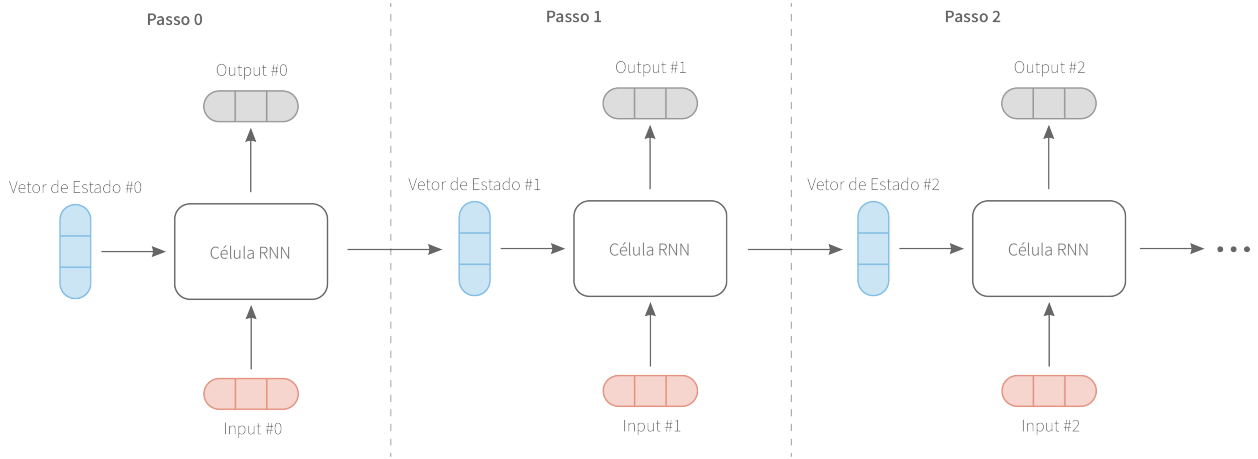 Passo 0
Output #0
Vetor de Estado #0
Célula RNN
Input #0
Passo 1
Output #1
Vetor de Estado #1
Célula RNN
Input #1
Passo 2
Output #2
Vetor de Estado #2
Célula RNN
Input #2